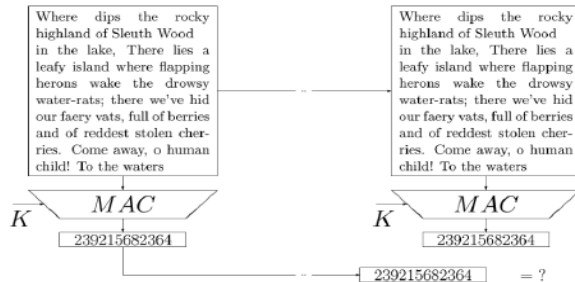 Where dips the rocky
highland of Sleuth Wood
in the lake, There lies a
leafy island where flapping
herons wake the drowsy
water-rats; there we've hid
our faery vats, full of berries
and of reddest stolen cher-
ries. Come away, o human
child! To the waters
Where dips the rocky
highland of Sleuth Wood
in the lake, There lies a
leafy island where flapping
herons wake the drowsy
water-rats; there we've hid
our faery vats, full of berries
and of reddest stolen cher-
ries. Come away, o human
child! To the waters
K
MAC
K
MAC
239215682364
239215682364
239215682364 = ?